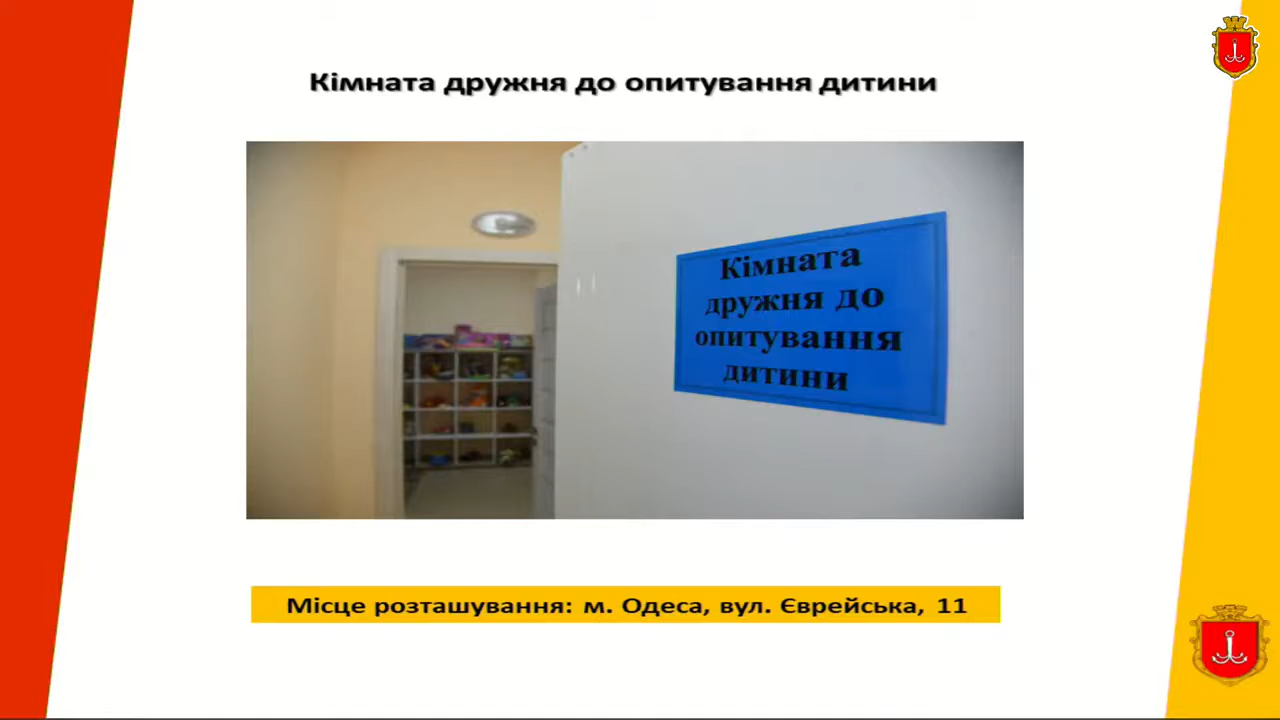 Кімната дружня до опитування дитини
Кімната
дружня до
опитування
дитини
Місце розташування: м. Одеса, вул. Єврейська, 11